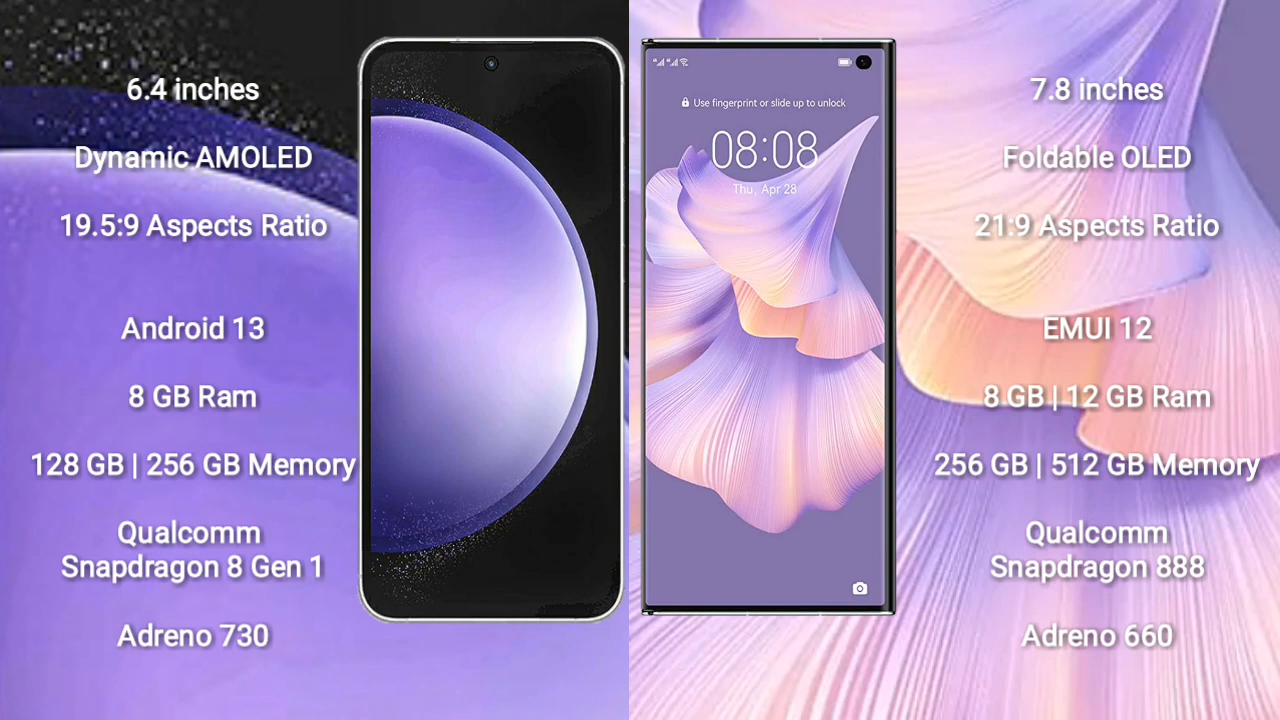 6.4 inches
Dynamic AMOLED
19.5:9 Aspects Ratio
Android 13
8 GB Ram
128 GB | 256 GB Memory
Qualcomm
Snapdragon 8 Gen 1
Adreno 730
Use fingerprint or slide up to unlock
08:08
Thu, Apr 28
7.8 inches
Foldable OLED
21:9 Aspects Ratio
EMUI 12
8 GB | 12 GB Ram
256 GB | 512 GB Memory
Qualcomm
Snapdragon 888
Adreno 660